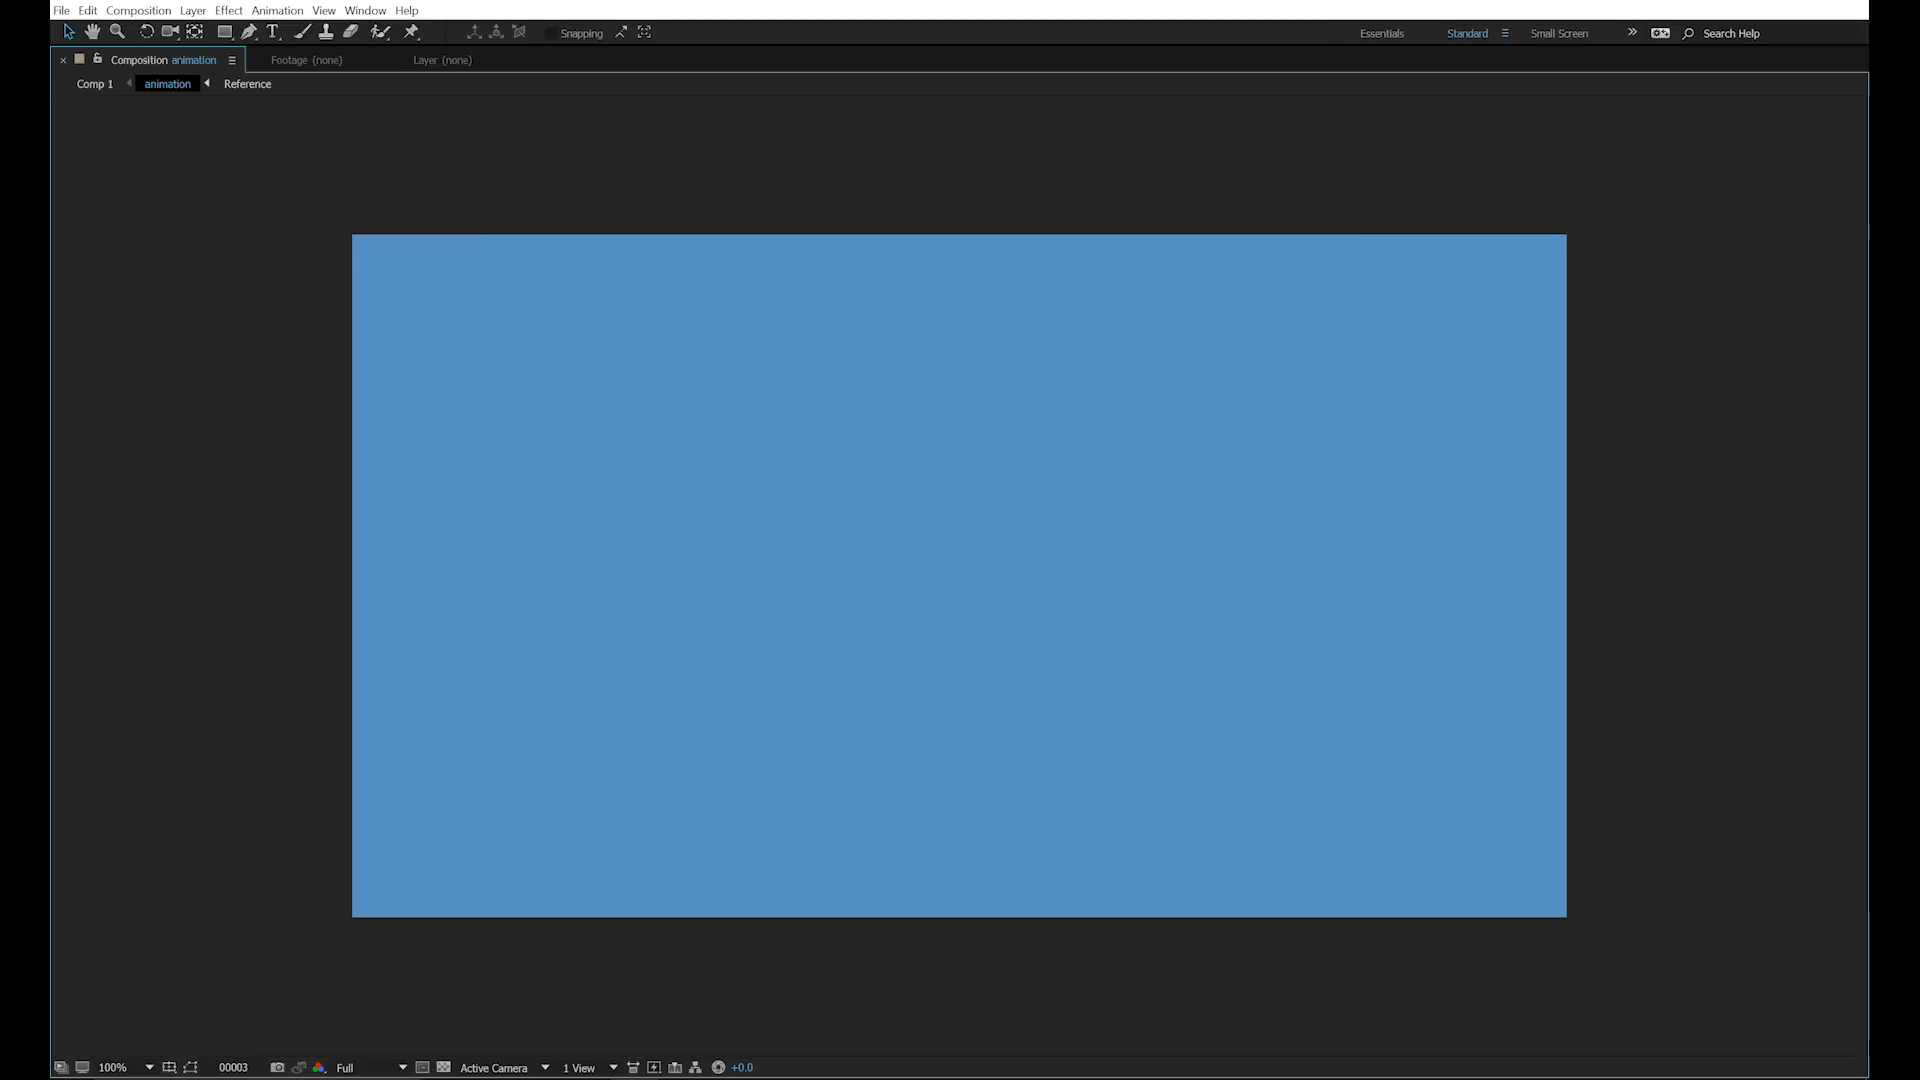 File Edit Composition Layer Effect Animation View Window Help
Snapping Essentials Standard Small Screen Search Help
Composition animation Footage (none) Layer (none)
Comp 1 animation Reference
100% 00003 Full Active Camera 1 View +0.0